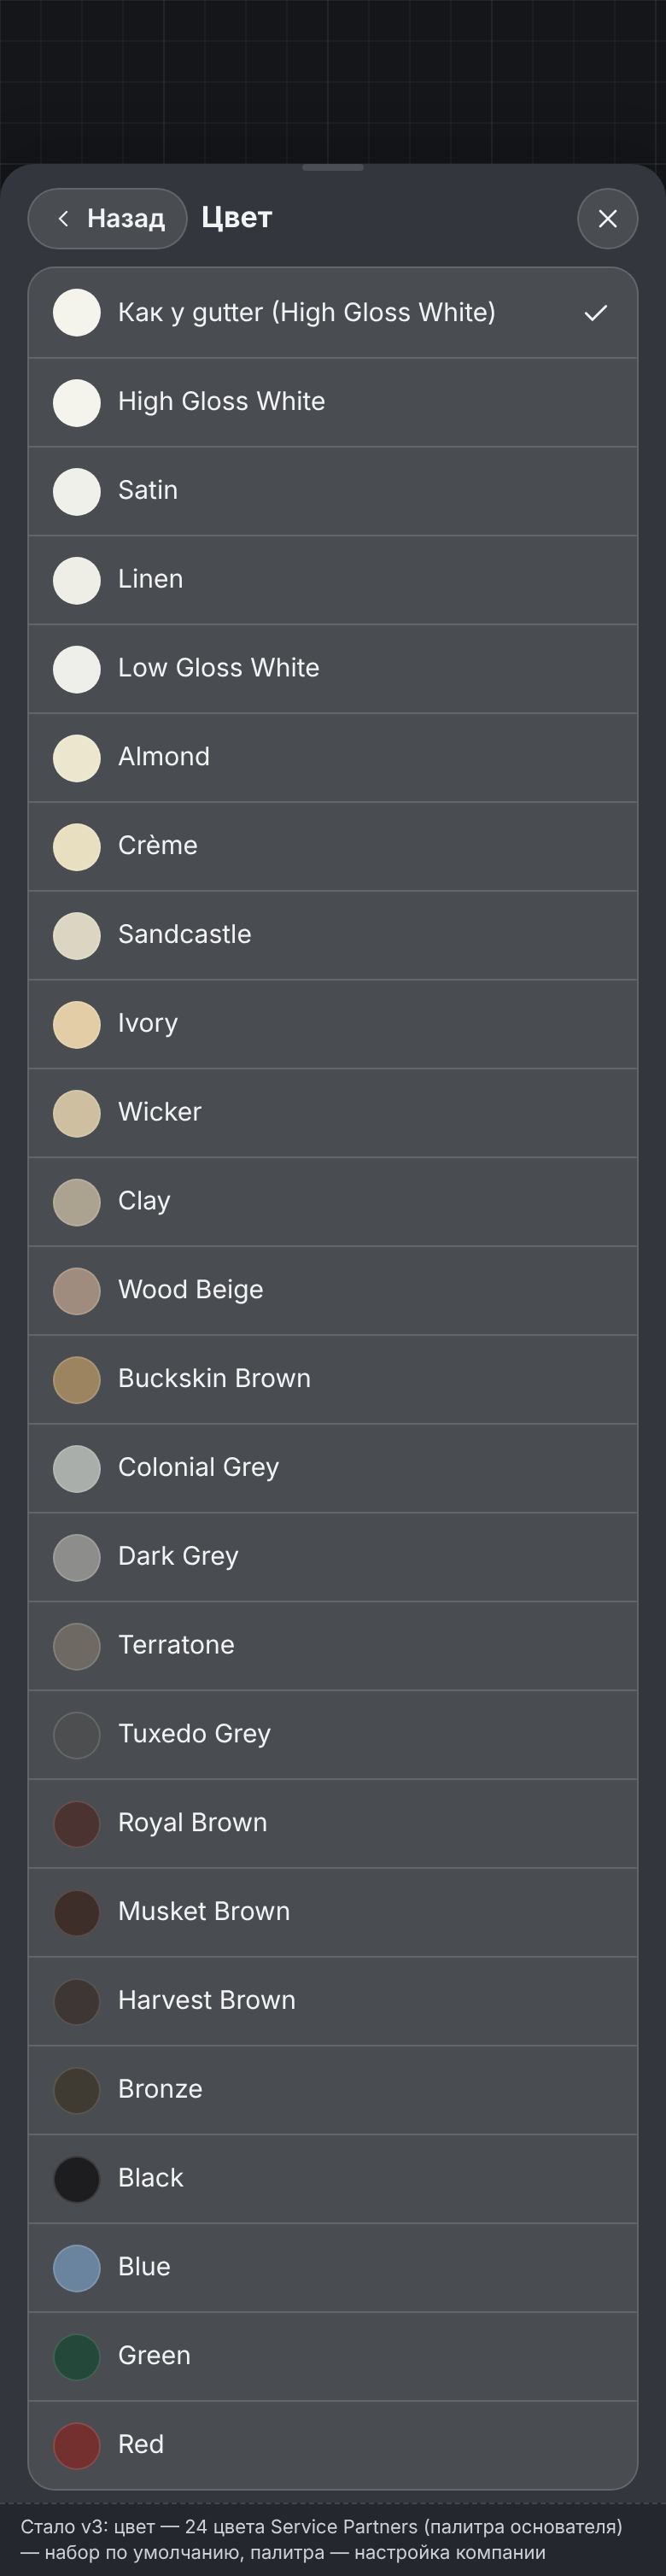 Назад
Цвет
Как у gutter (High Gloss White)
High Gloss White
Satin
Linen
Low Gloss White
Almond
Crème
Sandcastle
Ivory
Wicker
Clay
Wood Beige
Buckskin Brown
Colonial Grey
Dark Grey
Terratone
Tuxedo Grey
Royal Brown
Musket Brown
Harvest Brown
Bronze
Black
Blue
Green
Red
Стало v3: цвет — 24 цвета Service Partners (палитра основателя)
— набор по умолчанию, палитра — настройка компании